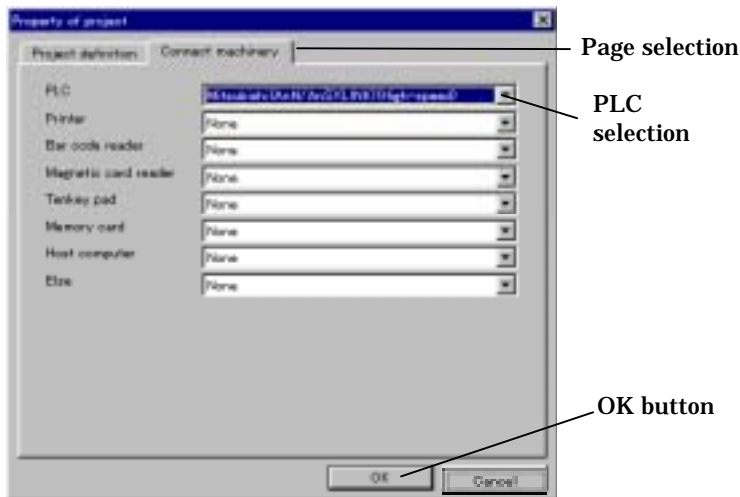 Property of project
Project definition Connect machinery
Page selection
PLC
Printer None
Bar code reader None
Magnetic card reader None
Tenkey pad None
Memory card None
Host computer None
Else None
PLC
selection
OK button
OK Cancel